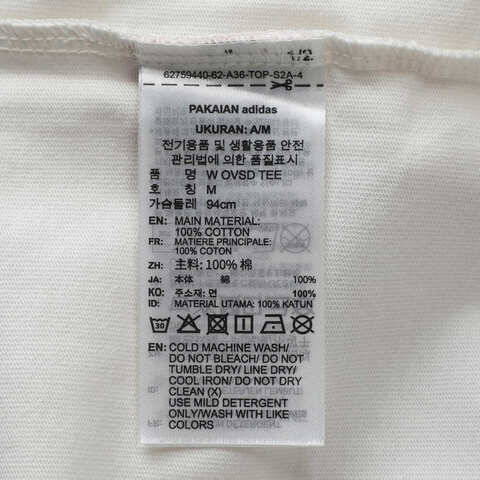 1/2
62759440-62-A36-TOP-S2A-4
PAKAIAN adidas
UKURAN: A/M
전기용품 및 생활용품 안전
관리법에 의한 품질표시
품 명 W OVSD TEE
호 칭 M
가슴둘레 94cm
EN: MAIN MATERIAL:
100% COTTON
FR: MATIERE PRINCIPALE:
100% COTON
ZH: 主料: 100% 棉
JA: 本体 綿 100%
KO: 주소재: 면 100%
ID: MATERIAL UTAMA: 100% KATUN
30
EN: COLD MACHINE WASH/
DO NOT BLEACH/ DO NOT
TUMBLE DRY/ LINE DRY/
COOL IRON/ DO NOT DRY
CLEAN (X)
USE MILD DETERGENT
ONLY/WASH WITH LIKE
COLORS